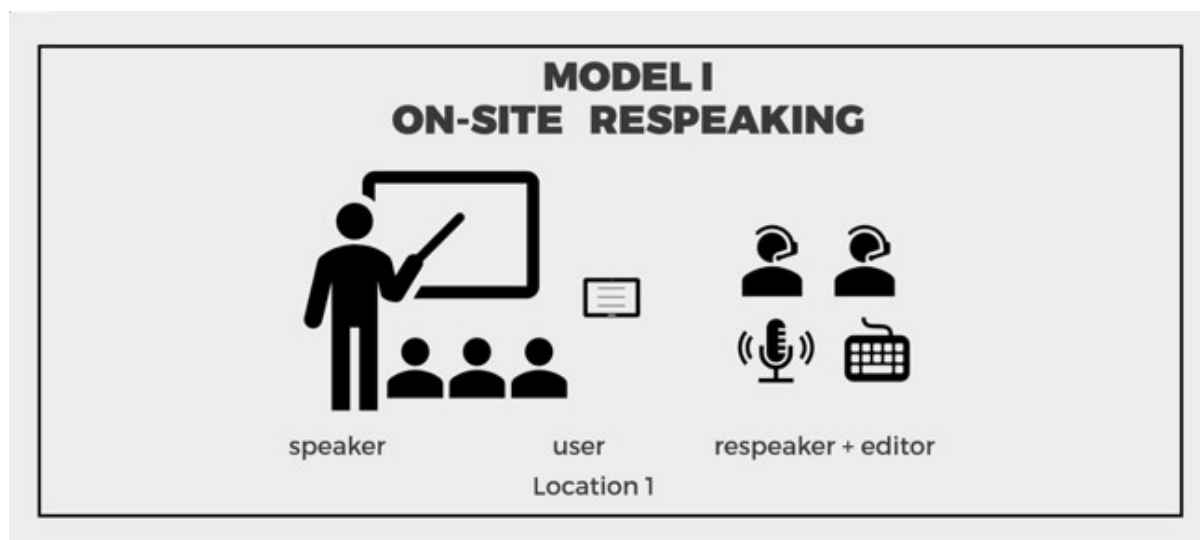 MODEL I
ON-SITE RESPEAKING
speaker user respeaker + editor
Location 1